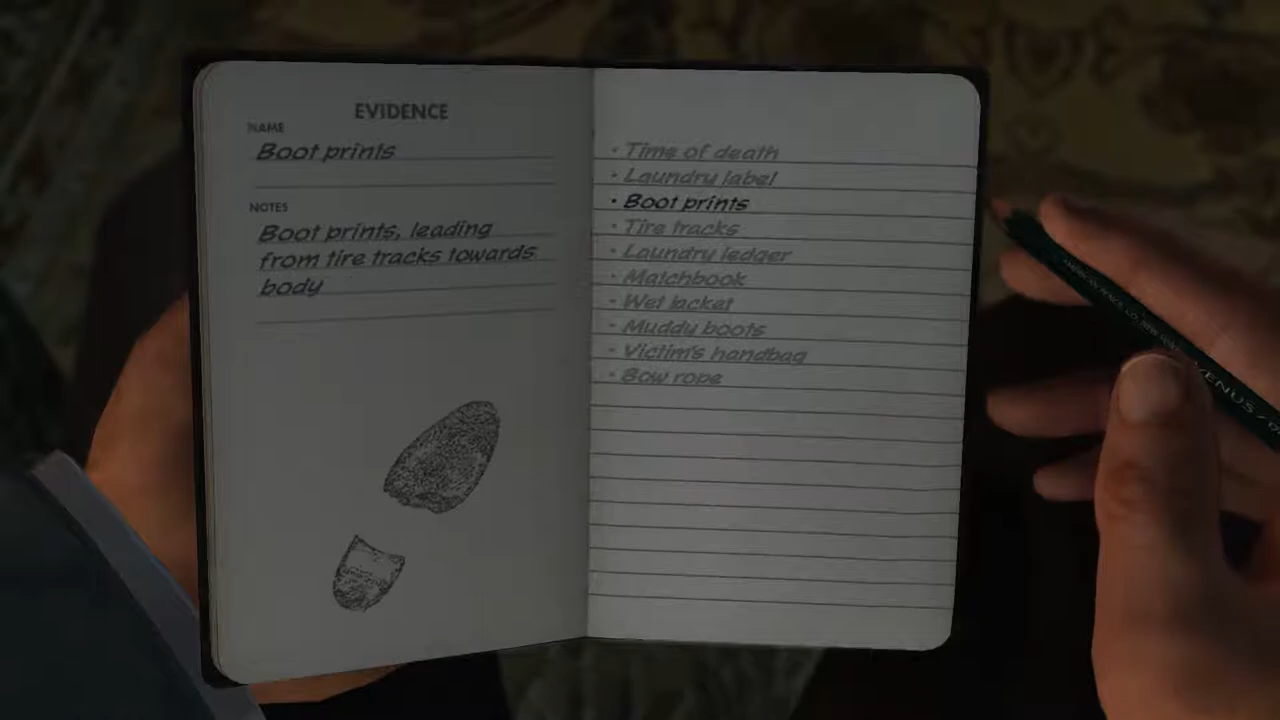 EVIDENCE
NAME
Boot prints
NOTES
Boot prints, leading
from tire tracks towards
body
• Time of death
• Laundry label
• Boot prints
• Tire tracks
• Laundry ledger
• Matchbook
• Wet jacket
• Muddy boots
• Victim's handbag
• Bow rope
VENUS